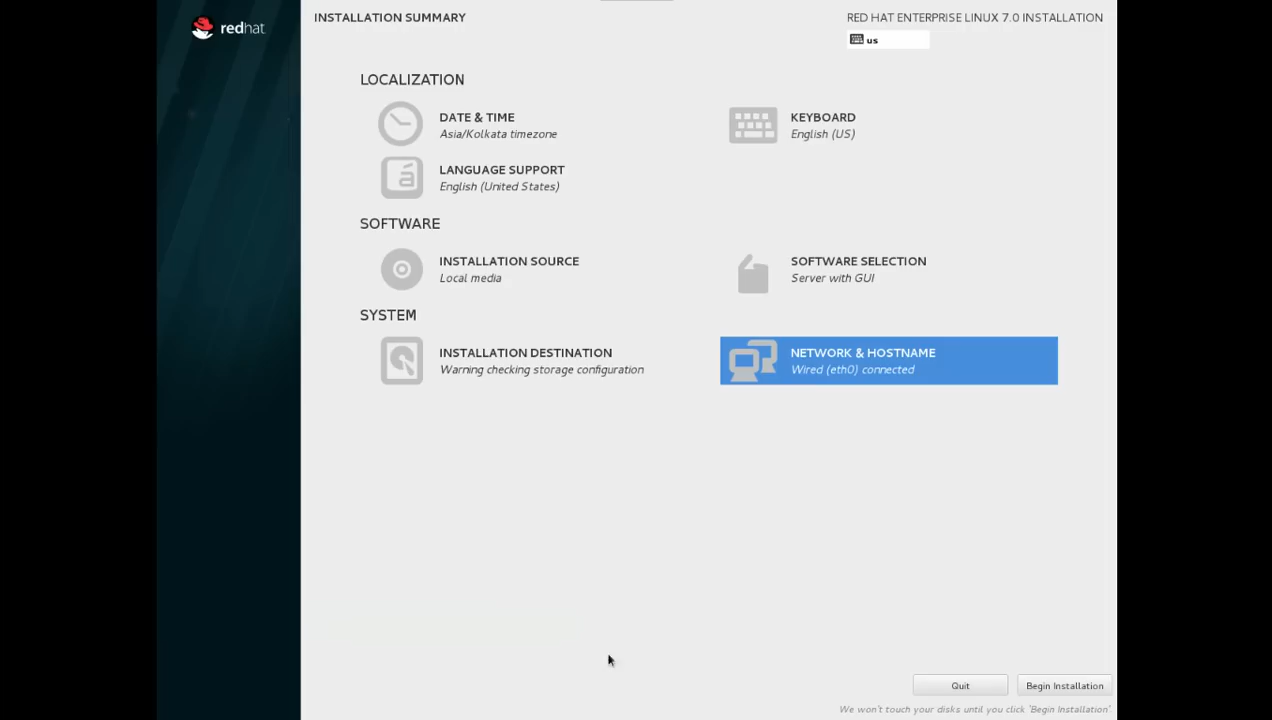 redhat
INSTALLATION SUMMARY
RED HAT ENTERPRISE LINUX 7.0 INSTALLATION
us
LOCALIZATION
DATE & TIME
Asia/Kolkata timezone
KEYBOARD
English (US)
LANGUAGE SUPPORT
English (United States)
SOFTWARE
INSTALLATION SOURCE
Local media
SOFTWARE SELECTION
Server with GUI
SYSTEM
INSTALLATION DESTINATION
Warning checking storage configuration
NETWORK & HOSTNAME
Wired (eth0) connected
Quit
Begin Installation
We won't touch your disks until you click 'Begin Installation'.